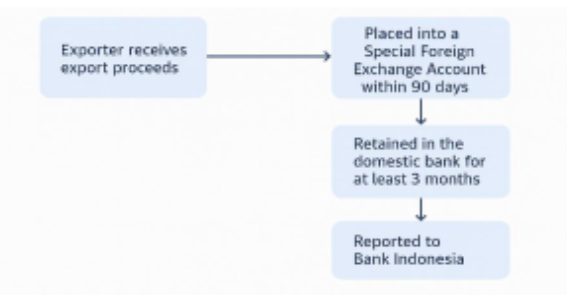 Exporter receives
export proceeds
Placed into a
Special Foreign
Exchange Account
within 90 days
Retained in the
domestic bank for
at least 3 months
Reported to
Bank Indonesia